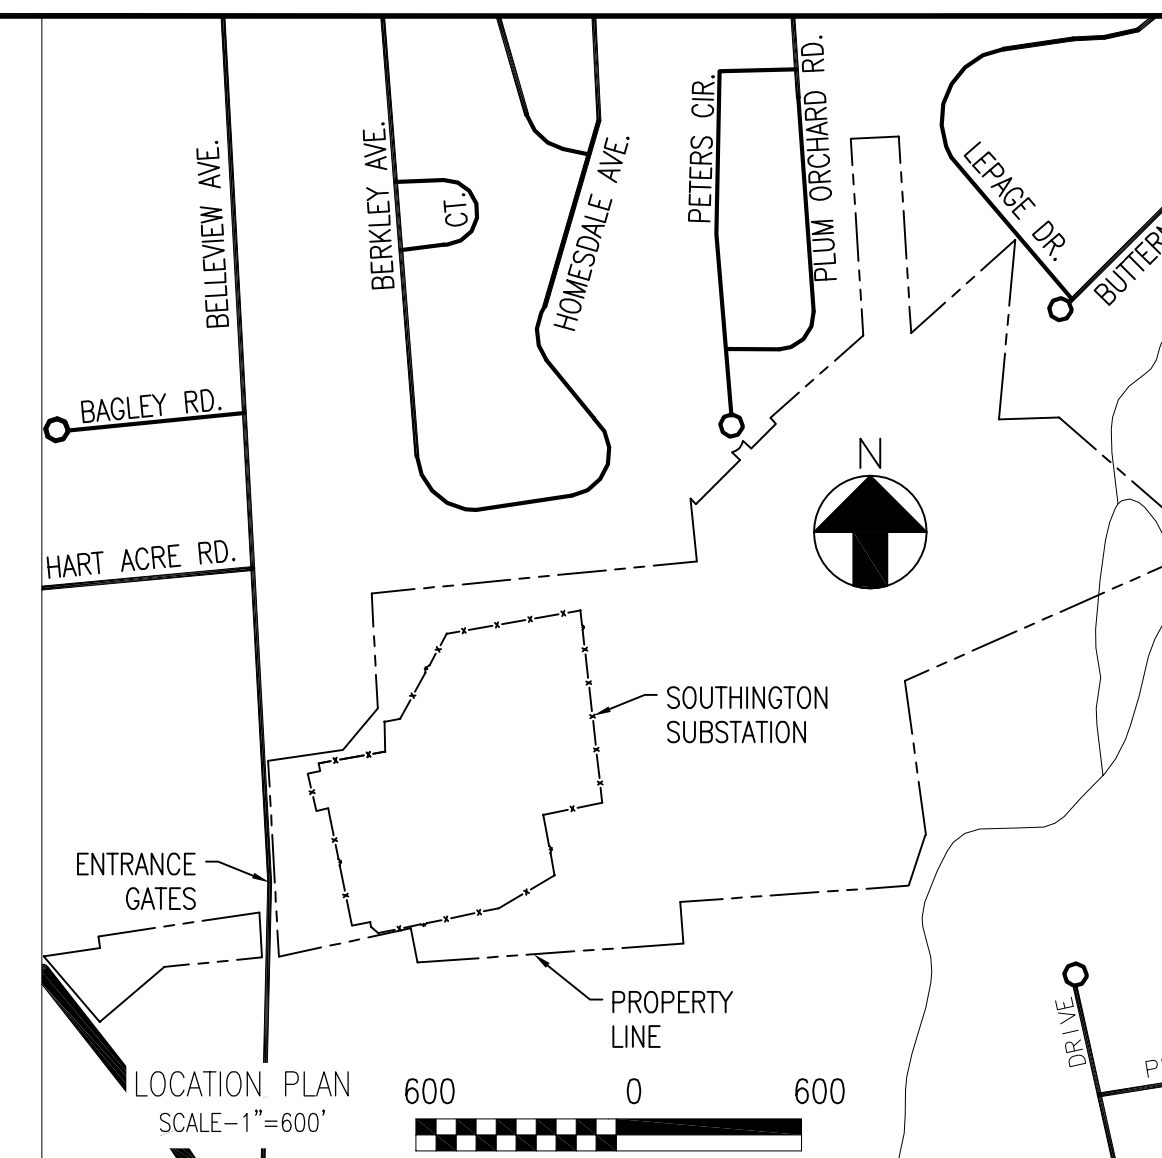 BELLEVIEW AVE.
BERKLEY AVE.
CT.
HOMESDALE AVE.
PETERS CIR.
PLUM ORCHARD RD.
LEPAGE DR.
BAGLEY RD.
HART ACRE RD.
N
SOUTHINGTON
SUBSTATION
ENTRANCE
GATES
PROPERTY
LINE
DRIVE
LOCATION PLAN
SCALE-1"=600'
600 0 600